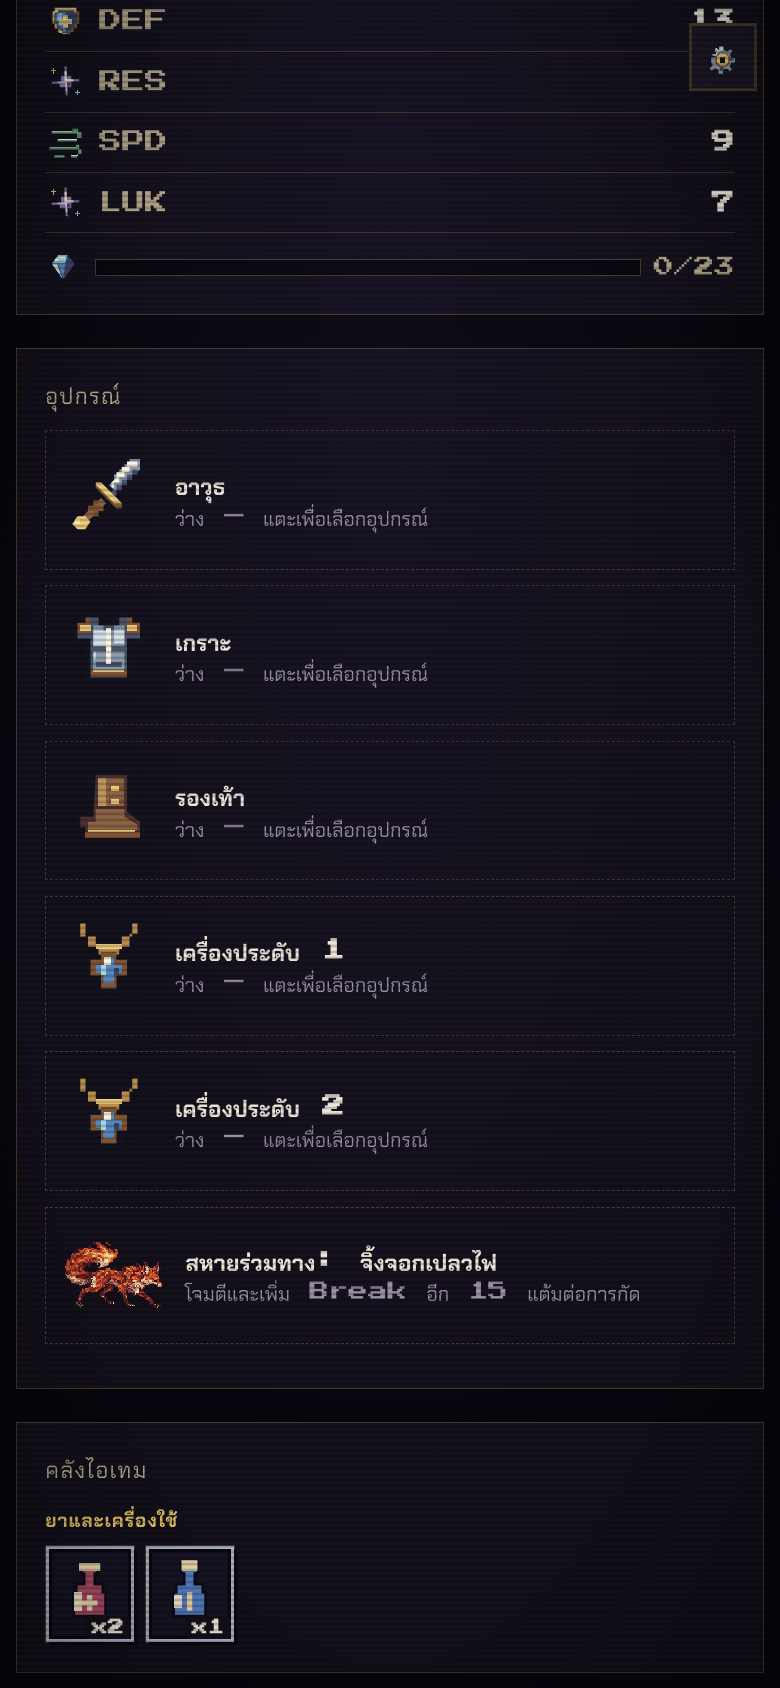 DEF 13
RES
SPD 9
LUK 7
0/23
อุปกรณ์
อาวุธ
ว่าง — แตะเพื่อเลือกอุปกรณ์
เกราะ
ว่าง — แตะเพื่อเลือกอุปกรณ์
รองเท้า
ว่าง — แตะเพื่อเลือกอุปกรณ์
เครื่องประดับ 1
ว่าง — แตะเพื่อเลือกอุปกรณ์
เครื่องประดับ 2
ว่าง — แตะเพื่อเลือกอุปกรณ์
สหายร่วมทาง: จิ้งจอกเปลวไฟ
โจมตีและเพิ่ม Break อีก 15 แต้มต่อการกัด
คลังไอเทม
ยาและเครื่องใช้
x2 x1